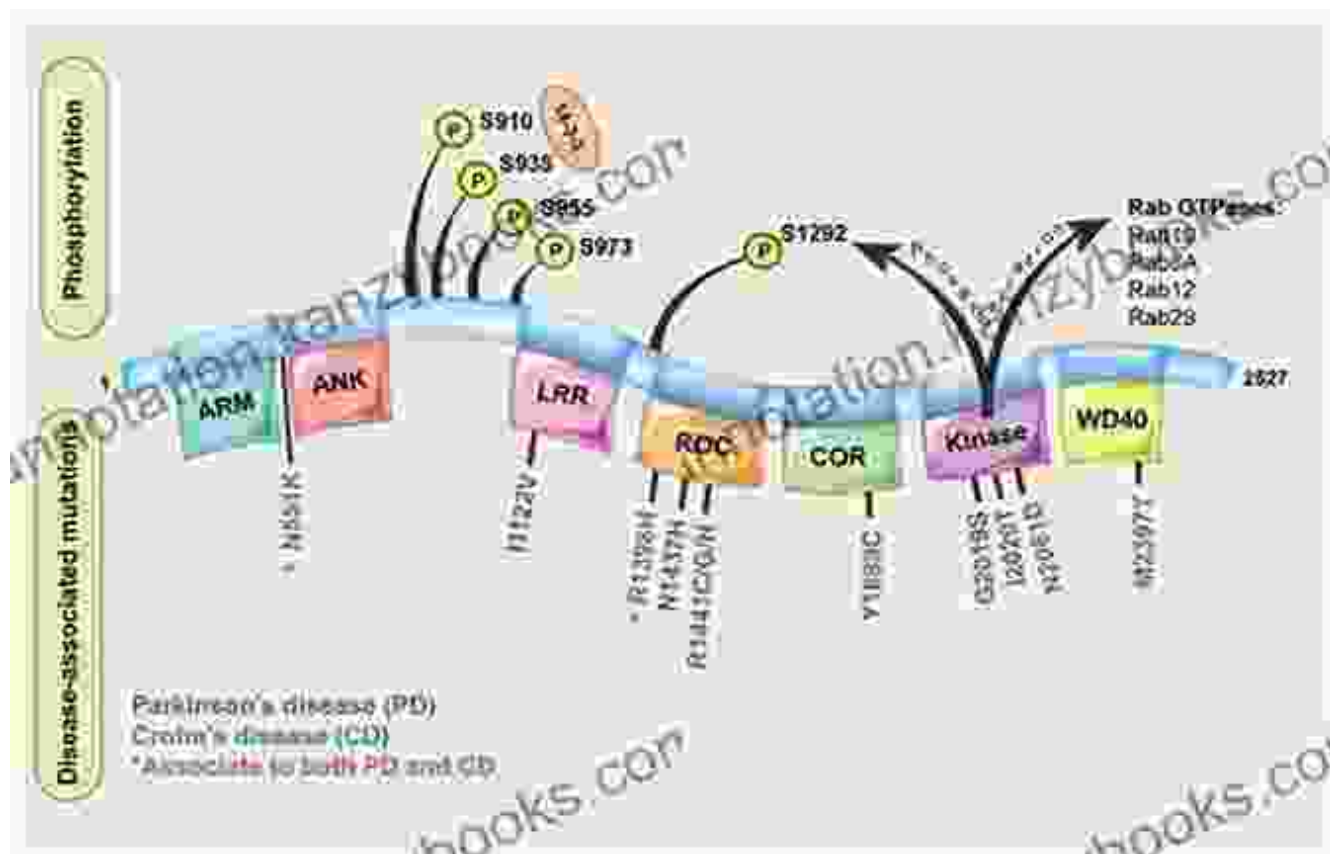 Phosphorylation
P S910
P S935
P S955
P S973
P S1292
Rab GTPases:
Rab10
Rab8A
Rab12
Rab29
ARM
ANK
LRR
ROC
COR
Kinase
WD40
2527
* N551K
I1122V
* R1398H
N1437H
R1441C/G/H
Y1699C
G2019S
I2020T
N2081D
M2397T
Disease-associated mutations
Parkinson's disease (PD)
Crohn's disease (CD)
*Associate to both PD and CD